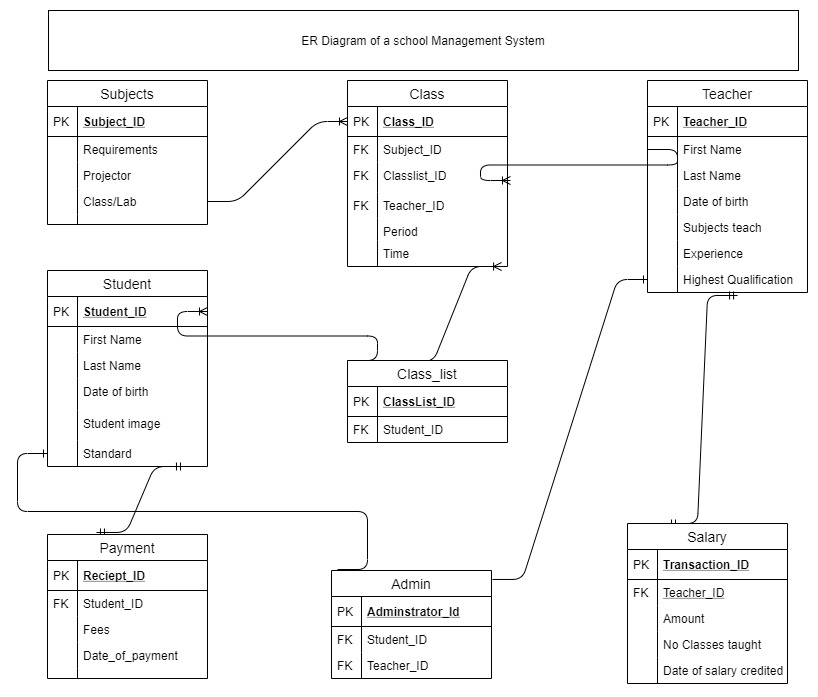 ER Diagram of a school Management System
Subjects
PK Subject_ID
Requirements
Projector
Class/Lab
Class
PK Class_ID
FK Subject_ID
FK Classlist_ID
FK Teacher_ID
Period
Time
Teacher
PK Teacher_ID
First Name
Last Name
Date of birth
Subjects teach
Experience
Highest Qualification
Student
PK Student_ID
First Name
Last Name
Date of birth
Student image
Standard
Class_list
PK ClassList_ID
FK Student_ID
Payment
PK Reciept_ID
FK Student_ID
Fees
Date_of_payment
Admin
PK Adminstrator_Id
FK Student_ID
FK Teacher_ID
Salary
PK Transaction_ID
FK Teacher_ID
Amount
No Classes taught
Date of salary credited